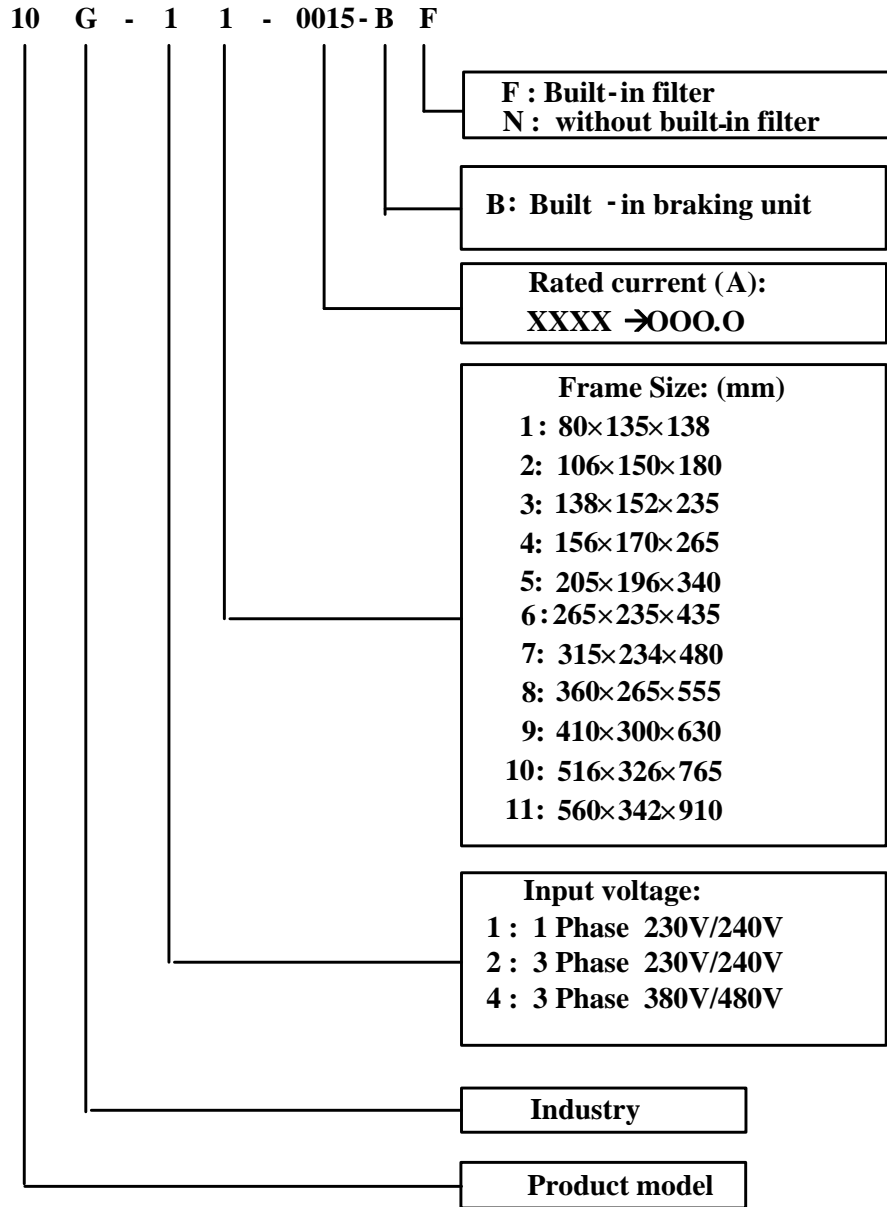 10 G - 1 1 - 0015 - B F
F : Built-in filter
N : without built-in filter
B: Built - in braking unit
Rated current (A):
XXXX →OOO.O
Frame Size: (mm)
1: 80×135×138
2: 106×150×180
3: 138×152×235
4: 156×170×265
5: 205×196×340
6: 265×235×435
7: 315×234×480
8: 360×265×555
9: 410×300×630
10: 516×326×765
11: 560×342×910
Input voltage:
1 : 1 Phase 230V/240V
2 : 3 Phase 230V/240V
4 : 3 Phase 380V/480V
Industry
Product model